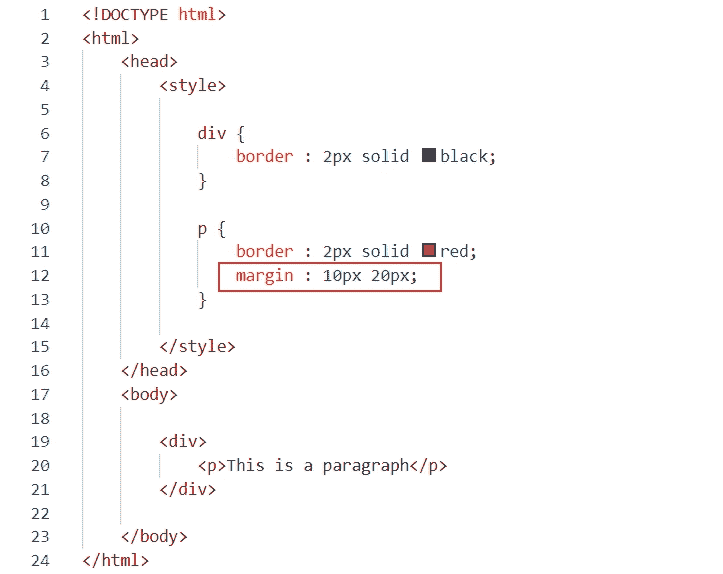 1 <!DOCTYPE html>
2 <html>
3 <head>
4 <style>
5
6 div {
7 border : 2px solid black;
8 }
9
10 p {
11 border : 2px solid red;
12 margin : 10px 20px;
13 }
14
15 </style>
16 </head>
17 <body>
18
19 <div>
20 <p>This is a paragraph</p>
21 </div>
22
23 </body>
24 </html>